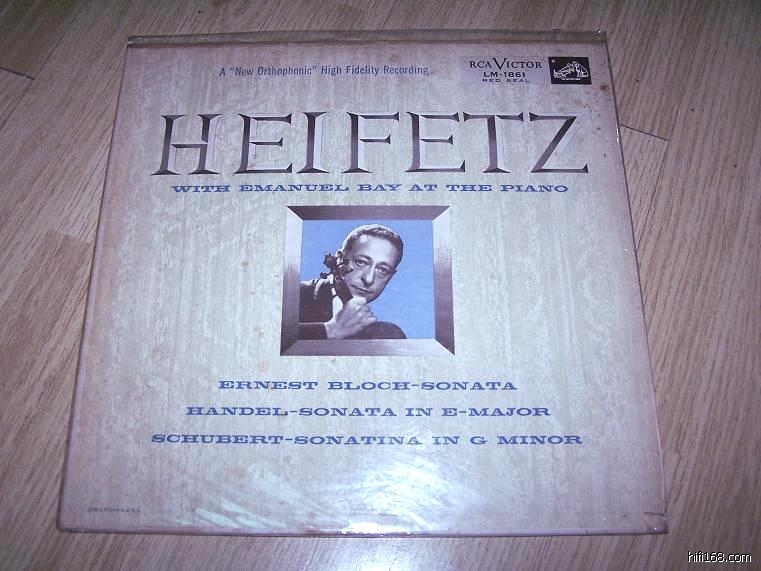 A "New Orthophonic" High Fidelity Recording
RCA VICTOR
LM-1861
RED SEAL
HEIFETZ
WITH EMANUEL BAY AT THE PIANO
ERNEST BLOCH-SONATA
HANDEL-SONATA IN E-MAJOR
SCHUBERT-SONATINA IN G MINOR
hifi168.com